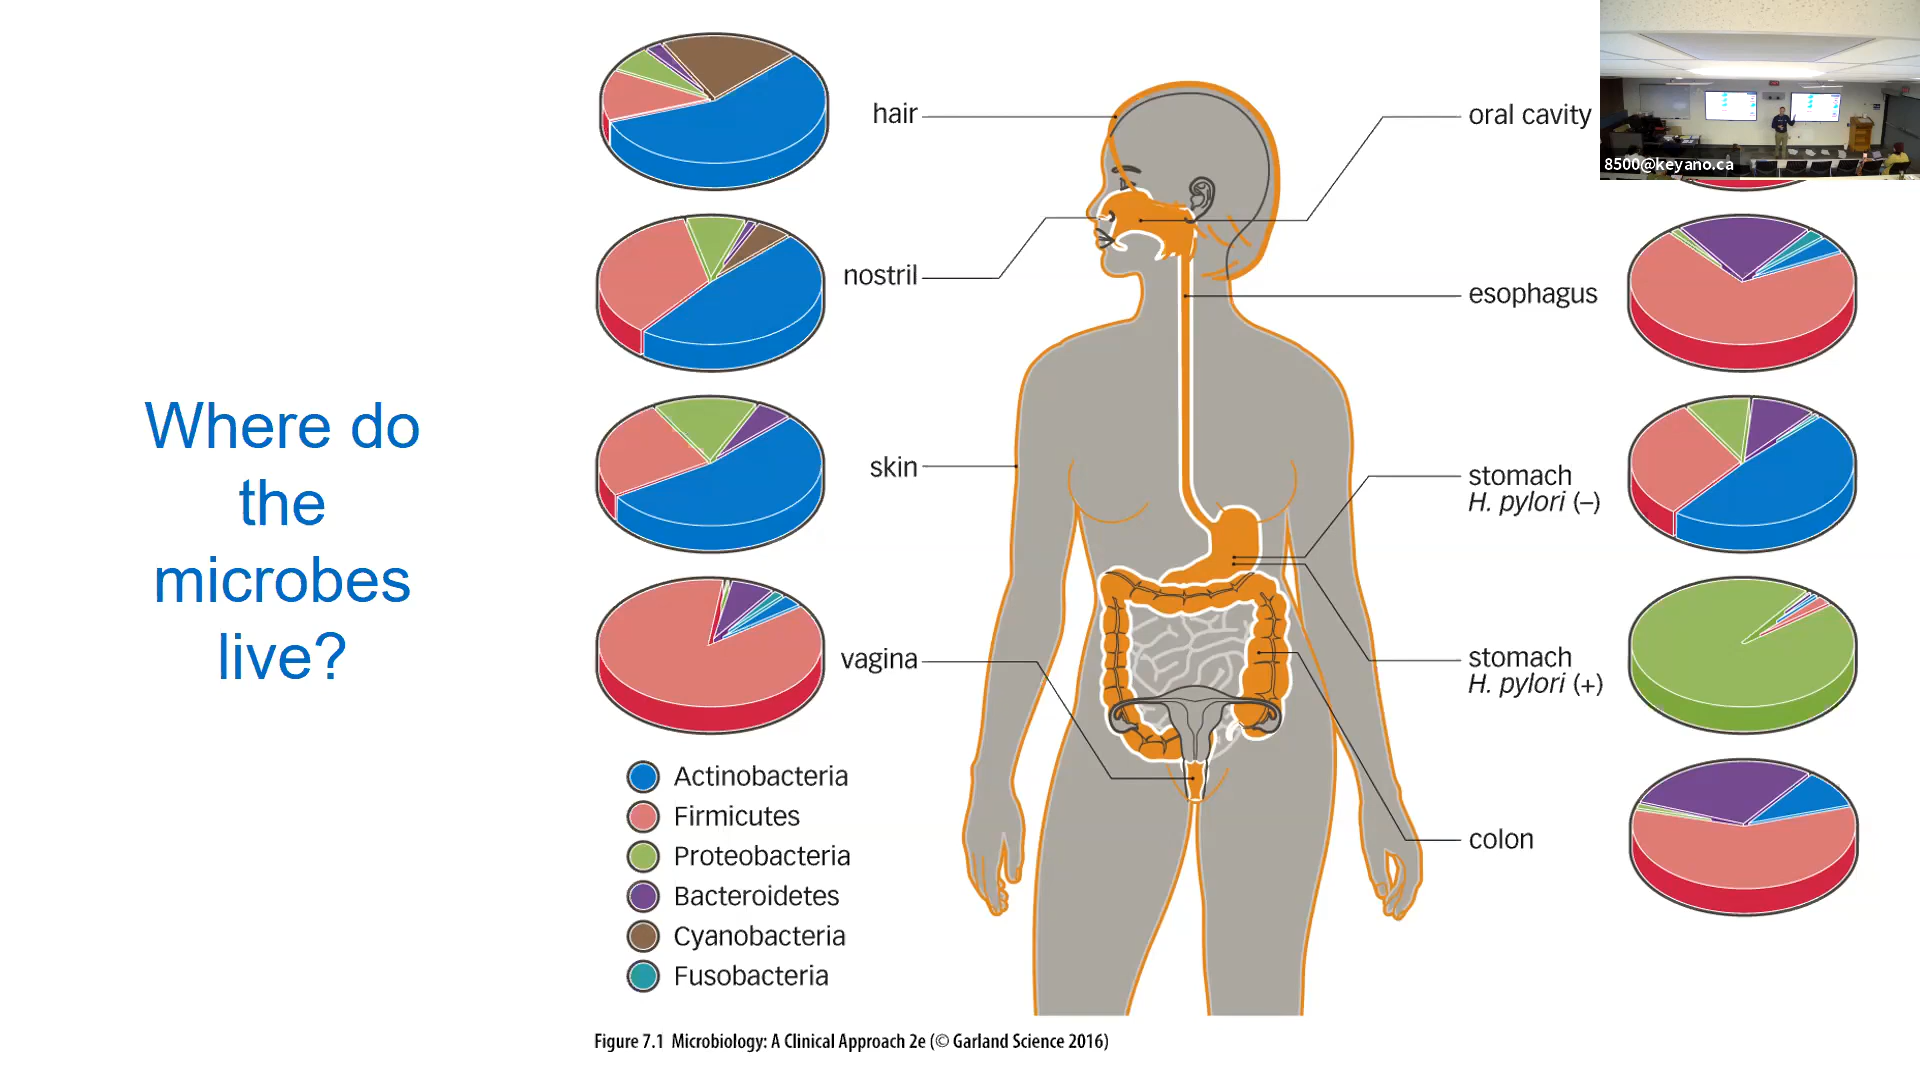 Where do
the
microbes
live?
hair
nostril
skin
vagina
Actinobacteria
Firmicutes
Proteobacteria
Bacteroidetes
Cyanobacteria
Fusobacteria
oral cavity
esophagus
stomach
H. pylori (–)
stomach
H. pylori (+)
colon
8500@keyano.ca
Figure 7.1 Microbiology: A Clinical Approach 2e (© Garland Science 2016)